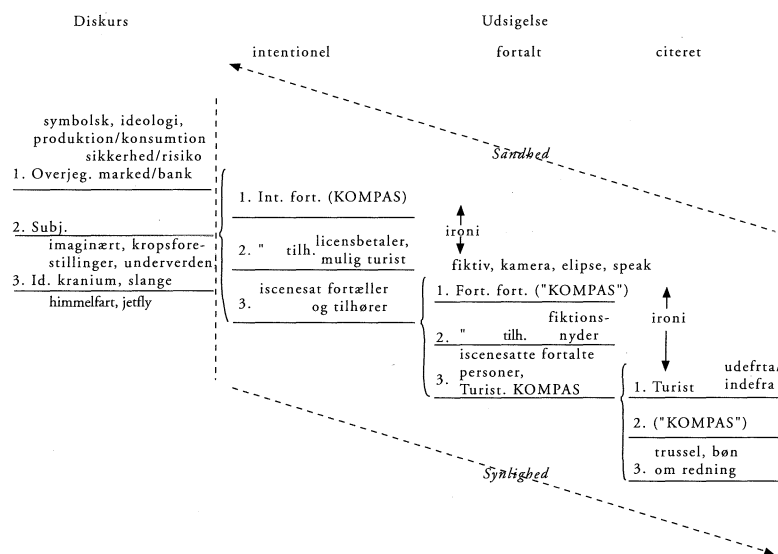 Diskurs
Udsigelse
intentionel
fortalt
citeret
symbolsk, ideologi,
produktion/konsumtion
sikkerhed/risiko
1. Overjeg. marked/bank
2. Subj.
imaginært, kropsfore-
stillinger, underverden
3. Id. kranium, slange
himmelfart, jetfly
Sandhed
1. Int. fort. (KOMPAS)
ironi
2. " tilh. licensbetaler,
mulig turist
iscenesat fortæller
3. og tilhører
fiktiv, kamera, elipse, speak
1. Fort. fort. ("KOMPAS")
fiktions-
2. " tilh. nyder
iscenesatte fortalte
3. personer,
Turist. KOMPAS
ironi
udefrta
indefra
1. Turist
2. ("KOMPAS")
trussel, bøn
3. om redning
Synlighed